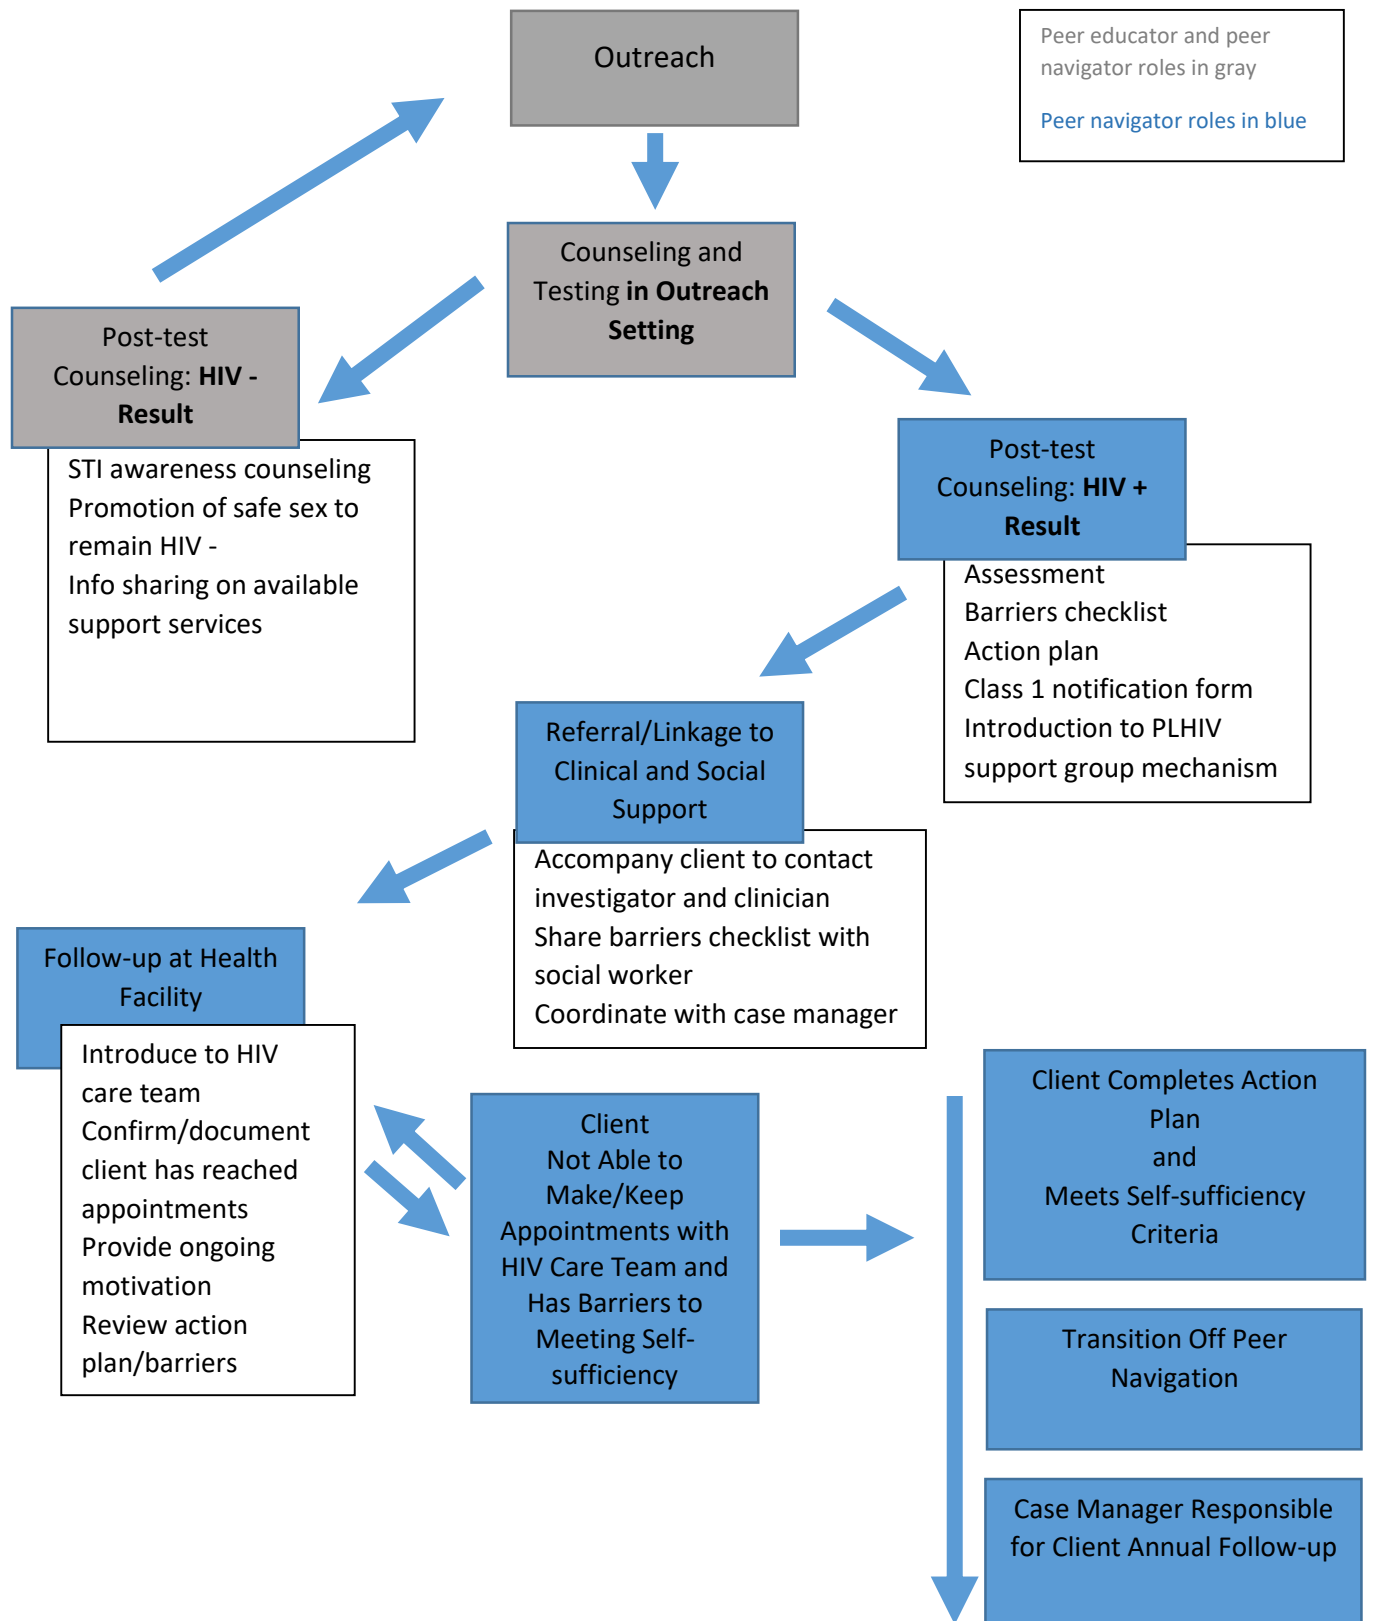 Outreach
Peer educator and peer
navigator roles in gray
Peer navigator roles in blue
Counseling and
Testing in Outreach
Setting
Post-test
Counseling: HIV -
Result
STI awareness counseling
Promotion of safe sex to
remain HIV -
Info sharing on available
support services
Post-test
Counseling: HIV +
Result
Assessment
Barriers checklist
Action plan
Class 1 notification form
Introduction to PLHIV
support group mechanism
Referral/Linkage to
Clinical and Social
Support
Accompany client to contact
investigator and clinician
Share barriers checklist with
social worker
Coordinate with case manager
Follow-up at Health
Facility
Introduce to HIV
care team
Confirm/document
client has reached
appointments
Provide ongoing
motivation
Review action
plan/barriers
Client
Not Able to
Make/Keep
Appointments with
HIV Care Team and
Has Barriers to
Meeting Self-
sufficiency
Client Completes Action
Plan
and
Meets Self-sufficiency
Criteria
Transition Off Peer
Navigation
Case Manager Responsible
for Client Annual Follow-up